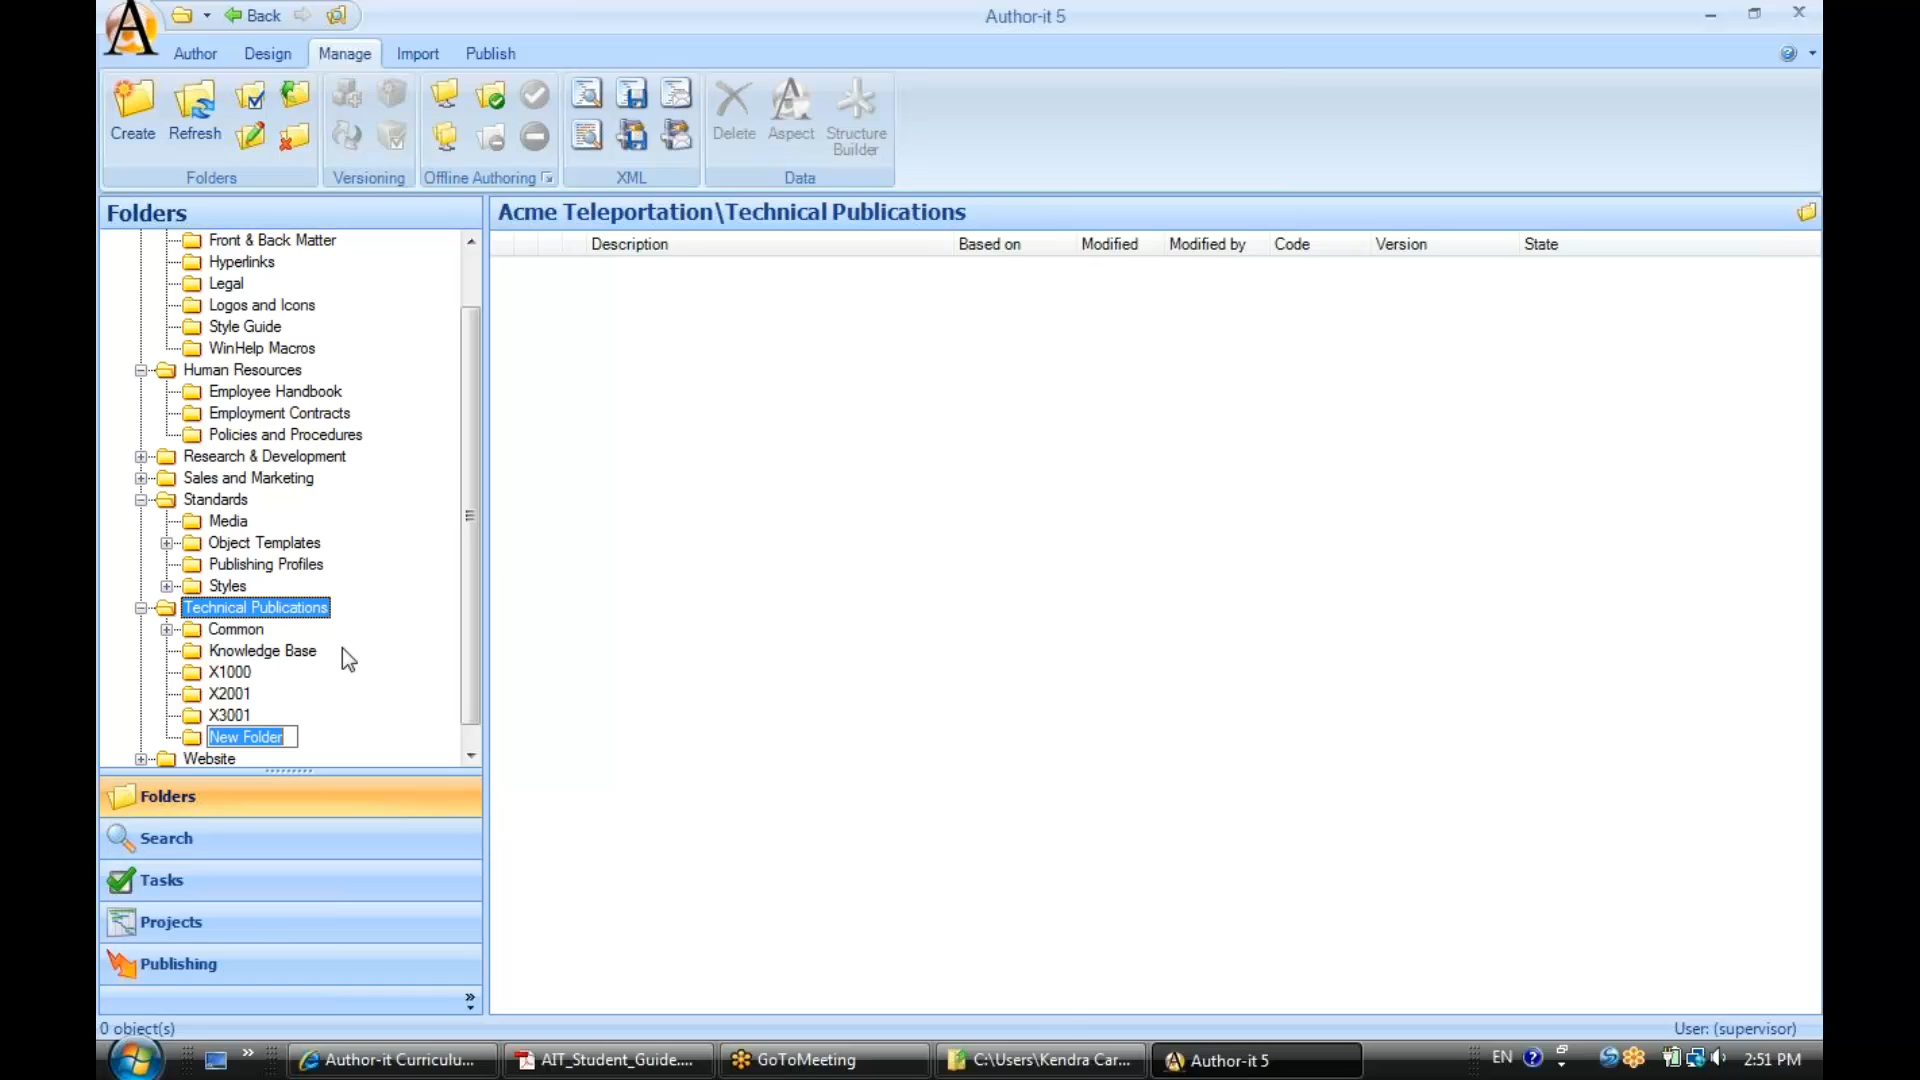 Back
Author-it 5
Author Design Manage Import Publish
Create Refresh
Delete Aspect Structure Builder
Folders Versioning Offline Authoring XML Data
Folders
Front & Back Matter
Hyperlinks
Legal
Logos and Icons
Style Guide
WinHelp Macros
Human Resources
Employee Handbook
Employment Contracts
Policies and Procedures
Research & Development
Sales and Marketing
Standards
Media
Object Templates
Publishing Profiles
Styles
Technical Publications
Common
Knowledge Base
X1000
X2001
X3001
New Folder
Website
Folders
Search
Tasks
Projects
Publishing
Acme Teleportation\Technical Publications
Description Based on Modified Modified by Code Version State
0 object(s)
User: (supervisor)
Author-it Curriculu... AIT_Student_Guide.... GoToMeeting C:\Users\Kendra Car... Author-it 5 EN 2:51 PM